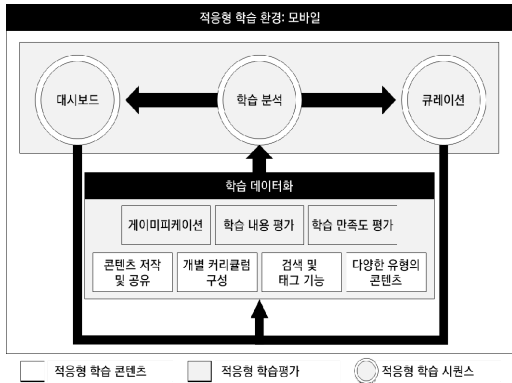 적응형 학습 환경: 모바일
대시보드
학습 분석
큐레이션
학습 데이터화
게이미피케이션
학습 내용 평가
학습 만족도 평가
콘텐츠 저작
및 공유
개별 커리큘럼
구성
검색 및
태그 기능
다양한 유형의
콘텐츠
적응형 학습 콘텐츠
적응형 학습평가
적응형 학습 시퀀스